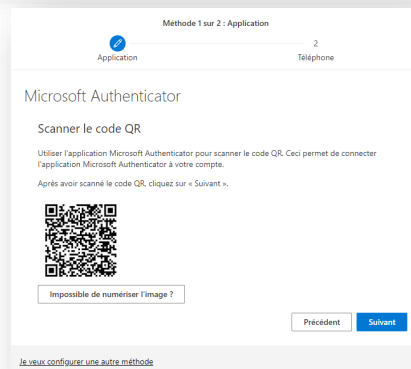 Méthode 1 sur 2 : Application
2
Application
Téléphone
Microsoft Authenticator
Scanner le code QR
Utiliser l'application Microsoft Authenticator pour scanner le code QR. Ceci permet de connecter
l'application Microsoft Authenticator à votre compte.
Après avoir scanné le code QR, cliquez sur « Suivant ».
Impossible de numériser l'image ?
Précédent
Suivant
Je veux configurer une autre méthode